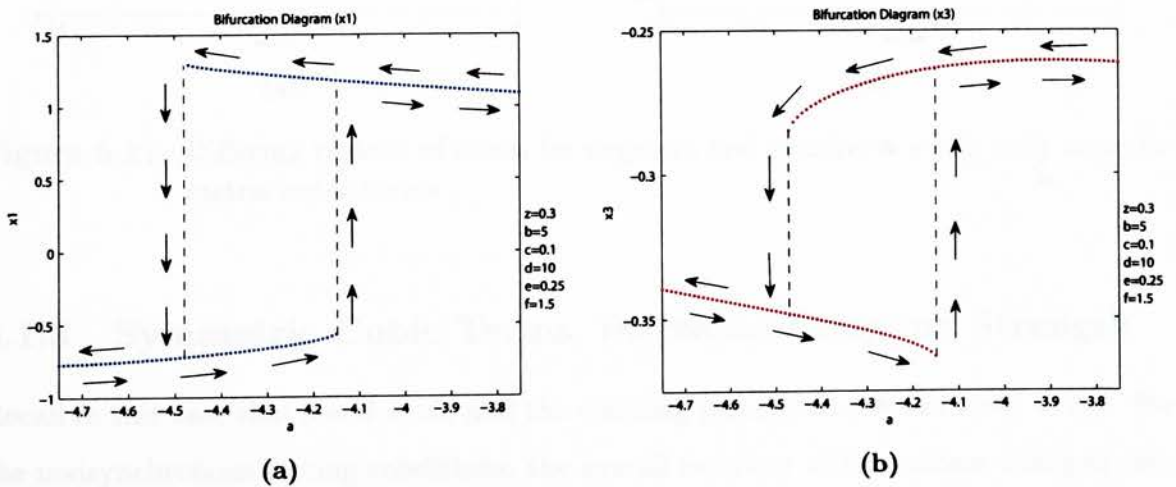 Bifurcation Diagram (x1)
1.5
1
0.5
0
−0.5
−1
x1
−4.7 −4.6 −4.5 −4.4 −4.3 −4.2 −4.1 −4 −3.9 −3.8
a
z=0.3
b=5
c=0.1
d=10
e=0.25
f=1.5
(a)
Bifurcation Diagram (x3)
−0.25
−0.3
−0.35
x3
−4.7 −4.6 −4.5 −4.4 −4.3 −4.2 −4.1 −4 −3.9 −3.8
a
z=0.3
b=5
c=0.1
d=10
e=0.25
f=1.5
(b)